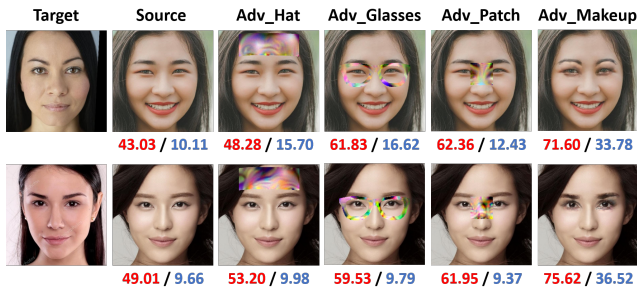 Target Source Adv_Hat Adv_Glasses Adv_Patch Adv_Makeup
43.03 / 10.11 48.28 / 15.70 61.83 / 16.62 62.36 / 12.43 71.60 / 33.78
49.01 / 9.66 53.20 / 9.98 59.53 / 9.79 61.95 / 9.37 75.62 / 36.52